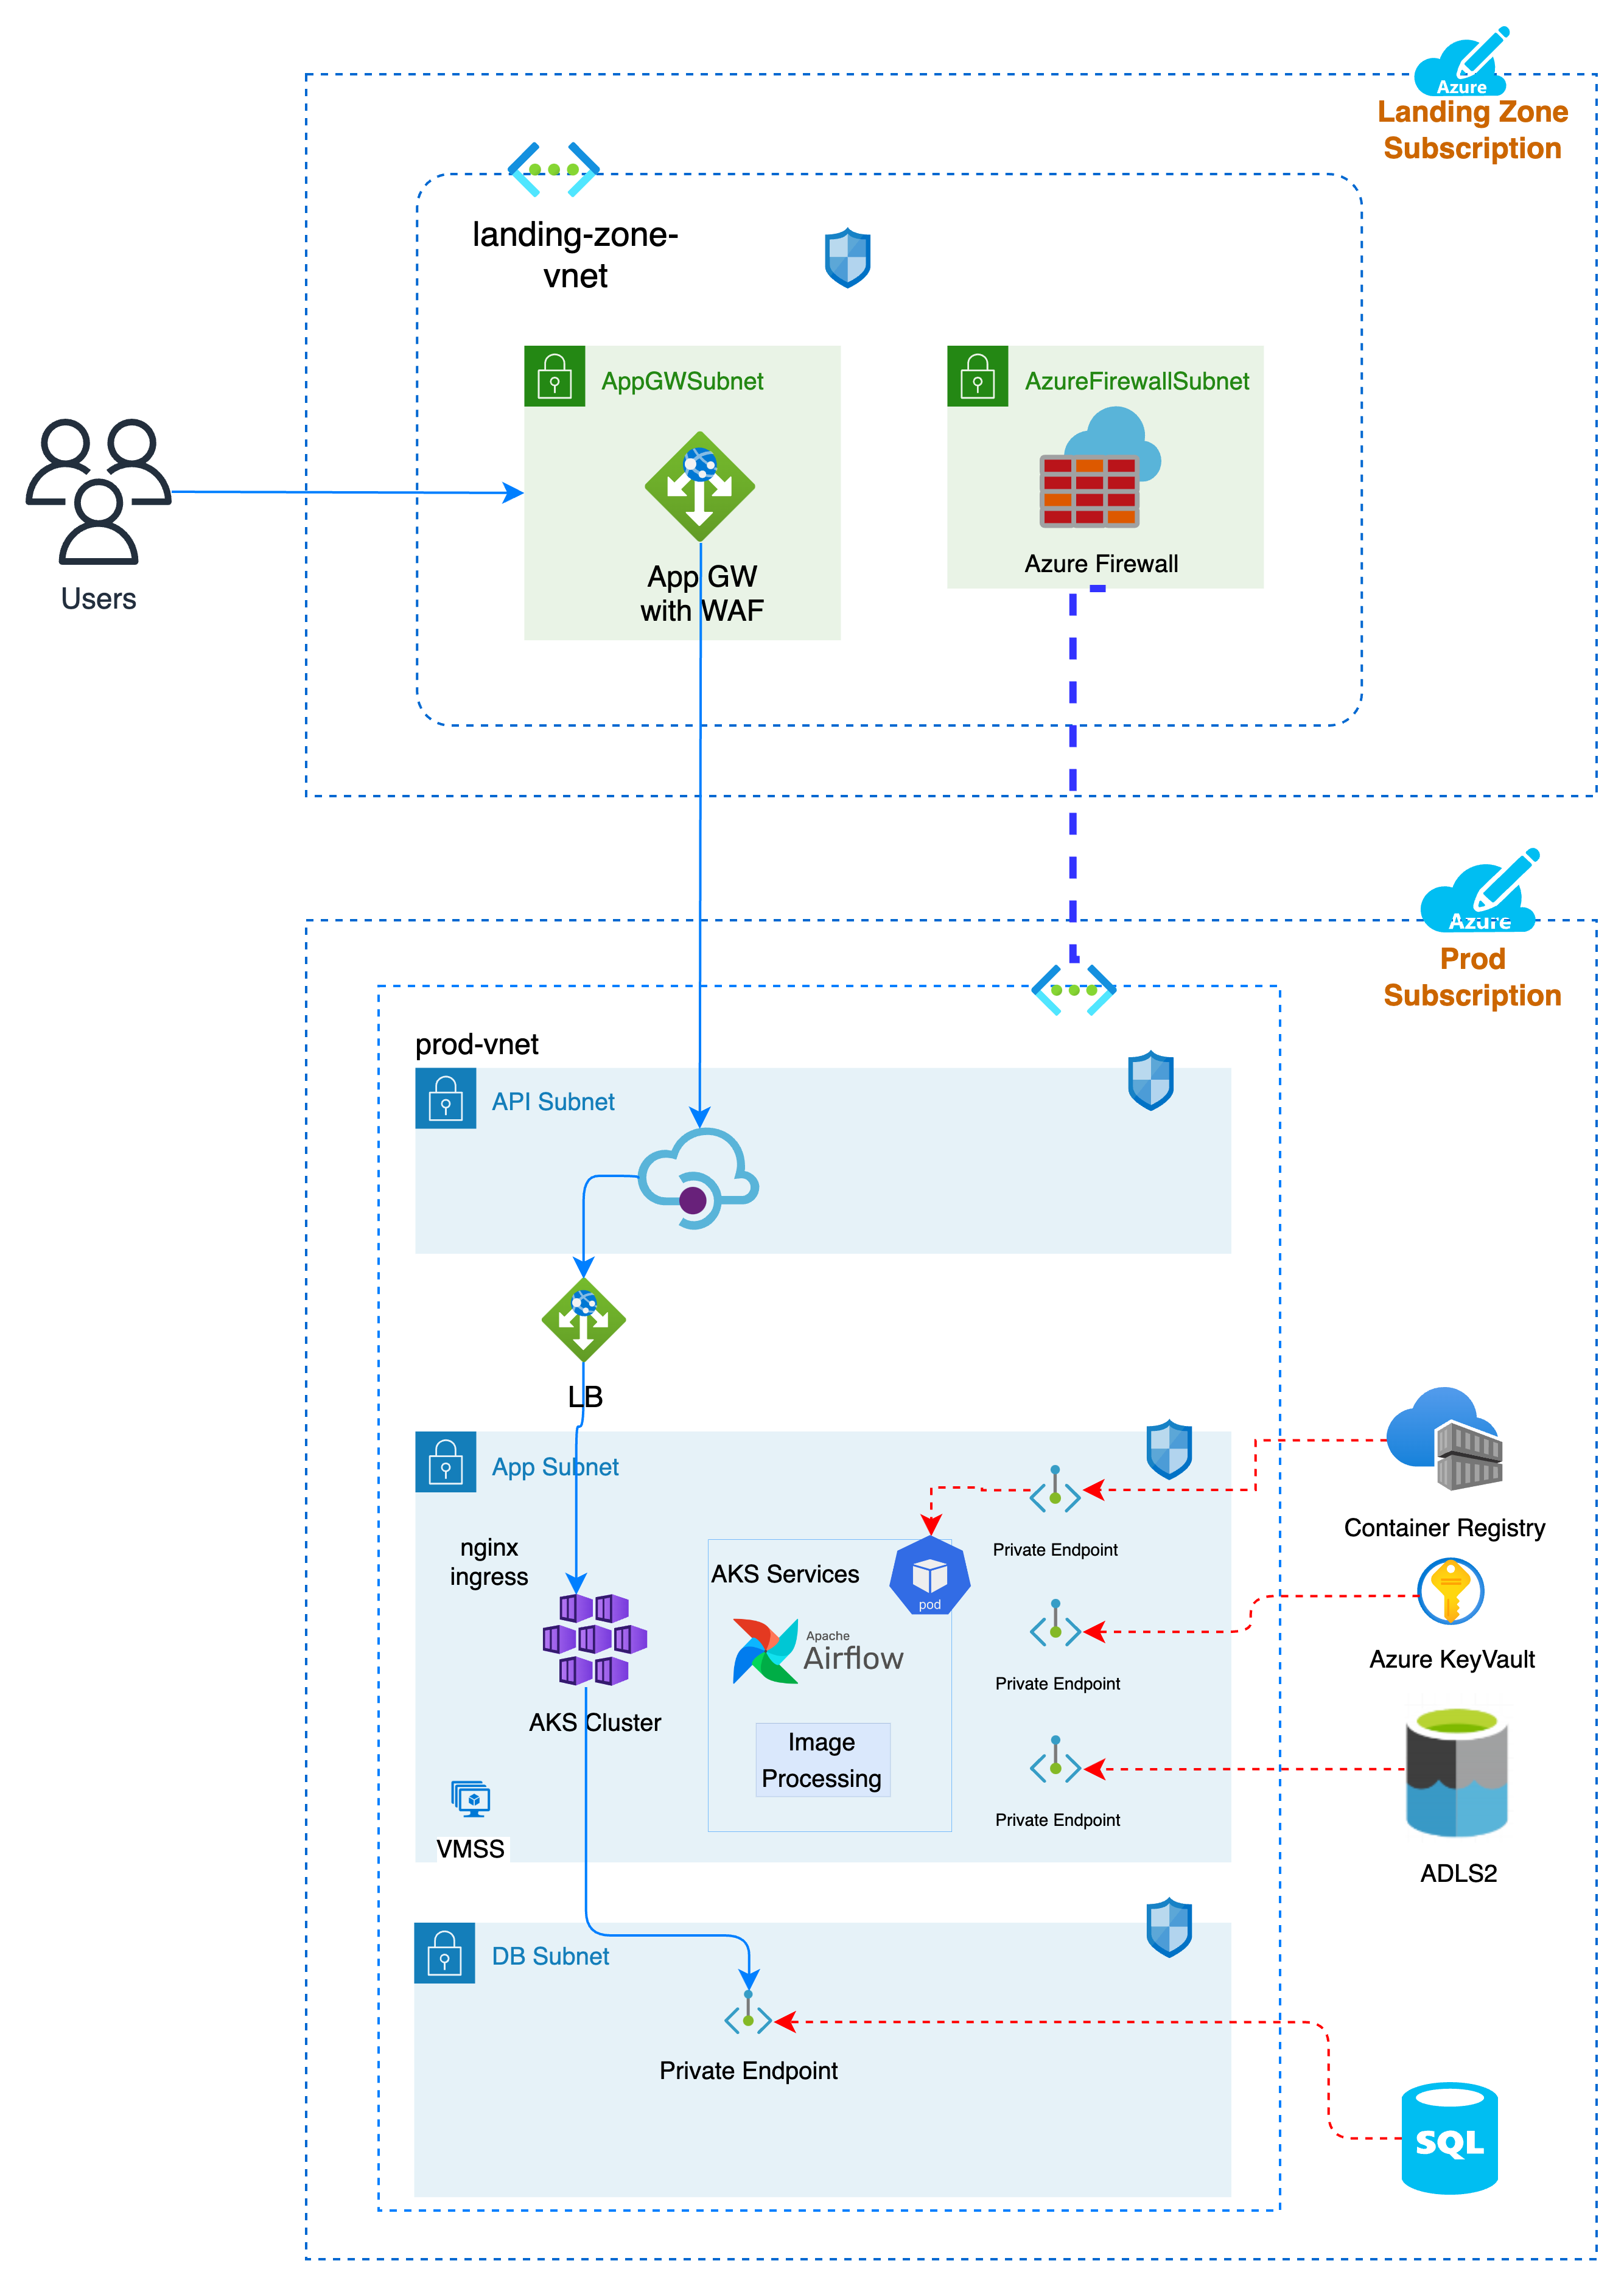 Azure
Landing Zone
Subscription
landing-zone-
vnet
AppGWSubnet
AzureFirewallSubnet
App GW
with WAF
Azure Firewall
Users
Azure
Prod
Subscription
prod-vnet
API Subnet
LB
App Subnet
nginx
ingress
AKS Services
pod
Private Endpoint
Container Registry
Apache
Airflow
Private Endpoint
Azure KeyVault
AKS Cluster
Image
Processing
VMSS
Private Endpoint
ADLS2
DB Subnet
Private Endpoint
SQL